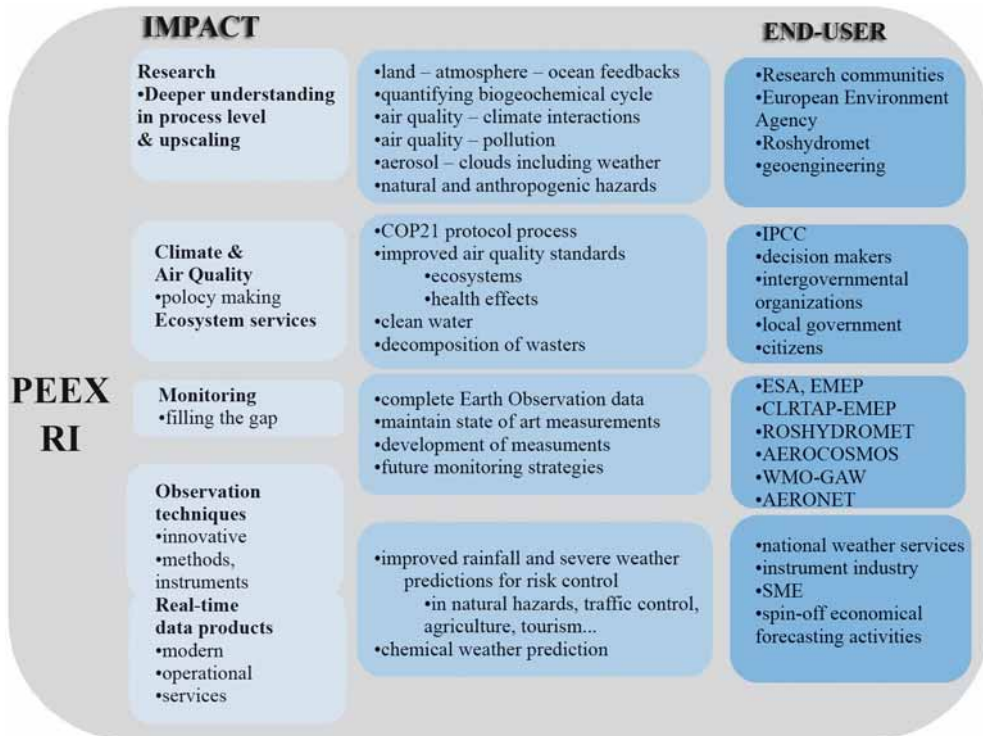 IMPACT
END-USER
PEEX
RI
Research
•Deeper understanding
in process level
& upscaling
•land – atmosphere – ocean feedbacks
•quantifying biogeochemical cycle
•air quality – climate interactions
•air quality – pollution
•aerosol – clouds including weather
•natural and anthropogenic hazards
•Research communities
•European Environment
Agency
•Roshydromet
•geoengineering
Climate &
Air Quality
•polocy making
Ecosystem services
•COP21 protocol process
•improved air quality standards
•ecosystems
•health effects
•clean water
•decomposition of wasters
•IPCC
•decision makers
•intergovernmental
organizations
•local government
•citizens
Monitoring
•filling the gap
•complete Earth Observation data
•maintain state of art measurements
•development of measuments
•future monitoring strategies
•ESA, EMEP
•CLRTAP-EMEP
•ROSHYDROMET
•AEROCOSMOS
•WMO-GAW
•AERONET
Observation
techniques
•innovative
•methods,
instruments
Real-time
data products
•modern
•operational
•services
•improved rainfall and severe weather
predictions for risk control
•in natural hazards, traffic control,
agriculture, tourism...
•chemical weather prediction
•national weather services
•instrument industry
•SME
•spin-off economical
forecasting activities